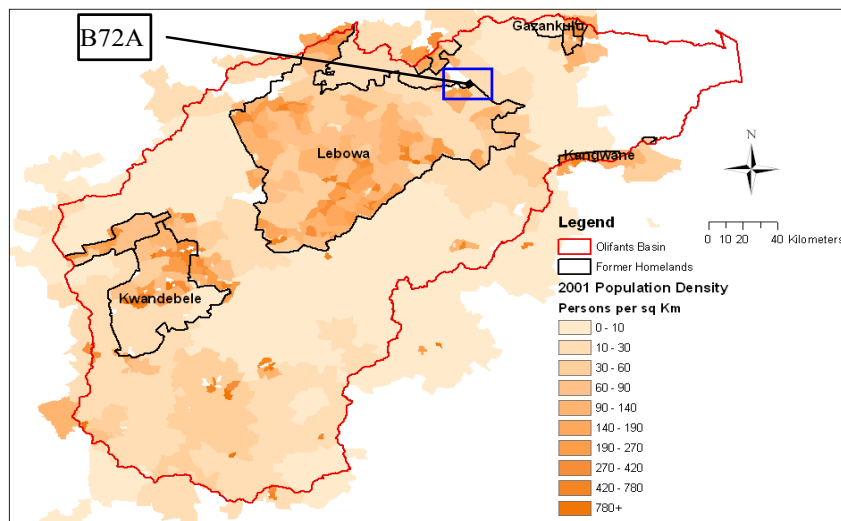 B72A
Gazankulu
Lebowa
Kangwane
Kwandebele
N
Legend
Olifants Basin
Former Homelands
0 10 20 40 Kilometers
2001 Population Density
Persons per sq Km
0 - 10
10 - 30
30 - 60
60 - 90
90 - 140
140 - 190
190 - 270
270 - 420
420 - 780
780+